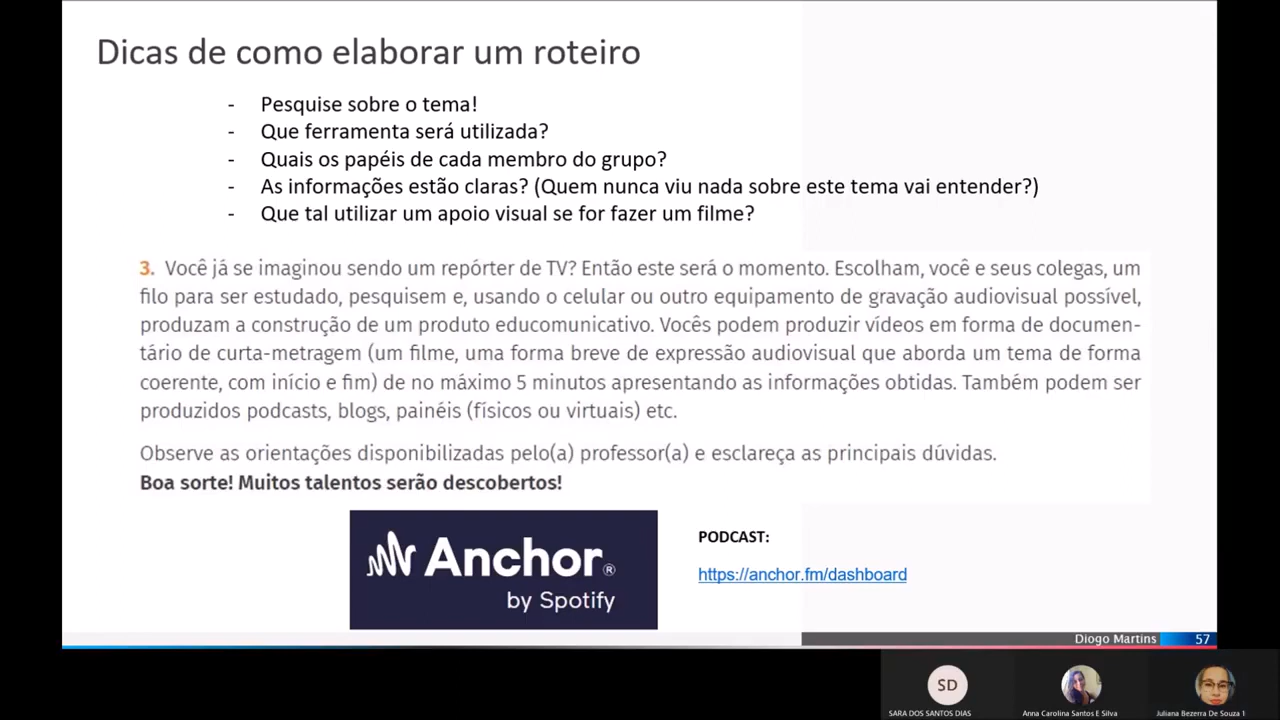 Dicas de como elaborar um roteiro
- Pesquise sobre o tema!
- Que ferramenta será utilizada?
- Quais os papéis de cada membro do grupo?
- As informações estão claras? (Quem nunca viu nada sobre este tema vai entender?)
- Que tal utilizar um apoio visual se for fazer um filme?
3. Você já se imaginou sendo um repórter de TV? Então este será o momento. Escolham, você e seus colegas, um
filo para ser estudado, pesquisem e, usando o celular ou outro equipamento de gravação audiovisual possível,
produzam a construção de um produto educomunicativo. Vocês podem produzir vídeos em forma de documen-
tário de curta-metragem (um filme, uma forma breve de expressão audiovisual que aborda um tema de forma
coerente, com início e fim) de no máximo 5 minutos apresentando as informações obtidas. Também podem ser
produzidos podcasts, blogs, painéis (físicos ou virtuais) etc.
Observe as orientações disponibilizadas pelo(a) professor(a) e esclareça as principais dúvidas.
Boa sorte! Muitos talentos serão descobertos!
Anchor®
by Spotify
PODCAST:
https://anchor.fm/dashboard
Diogo Martins 57
SD
SARA DOS SANTOS DIAS
Anna Carolina Santos E Silva
Juliana Bezerra De Souza 1